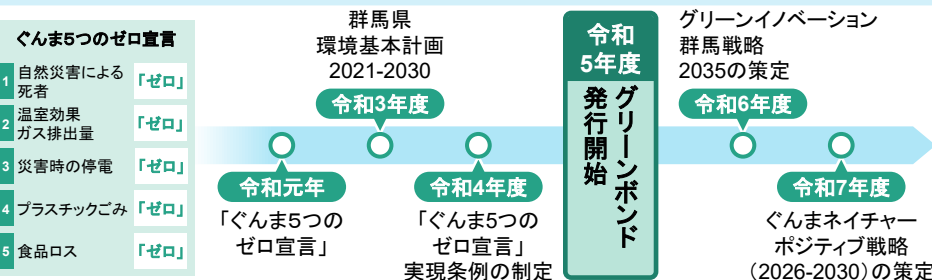 ぐんま5つのゼロ宣言
1 自然災害による
死者
「ゼロ」
2 温室効果
ガス排出量
「ゼロ」
3 災害時の停電 「ゼロ」
4 プラスチックごみ 「ゼロ」
5 食品ロス 「ゼロ」
令和元年
「ぐんま5つの
ゼロ宣言」
群馬県
環境基本計画
2021-2030
令和3年度
令和4年度
「ぐんま5つの
ゼロ宣言」
実現条例の制定
令和
5年度
グリーンボンド
発行開始
グリーンイノベーション
群馬戦略
2035の策定
令和6年度
令和7年度
ぐんまネイチャー
ポジティブ戦略
(2026-2030)の策定